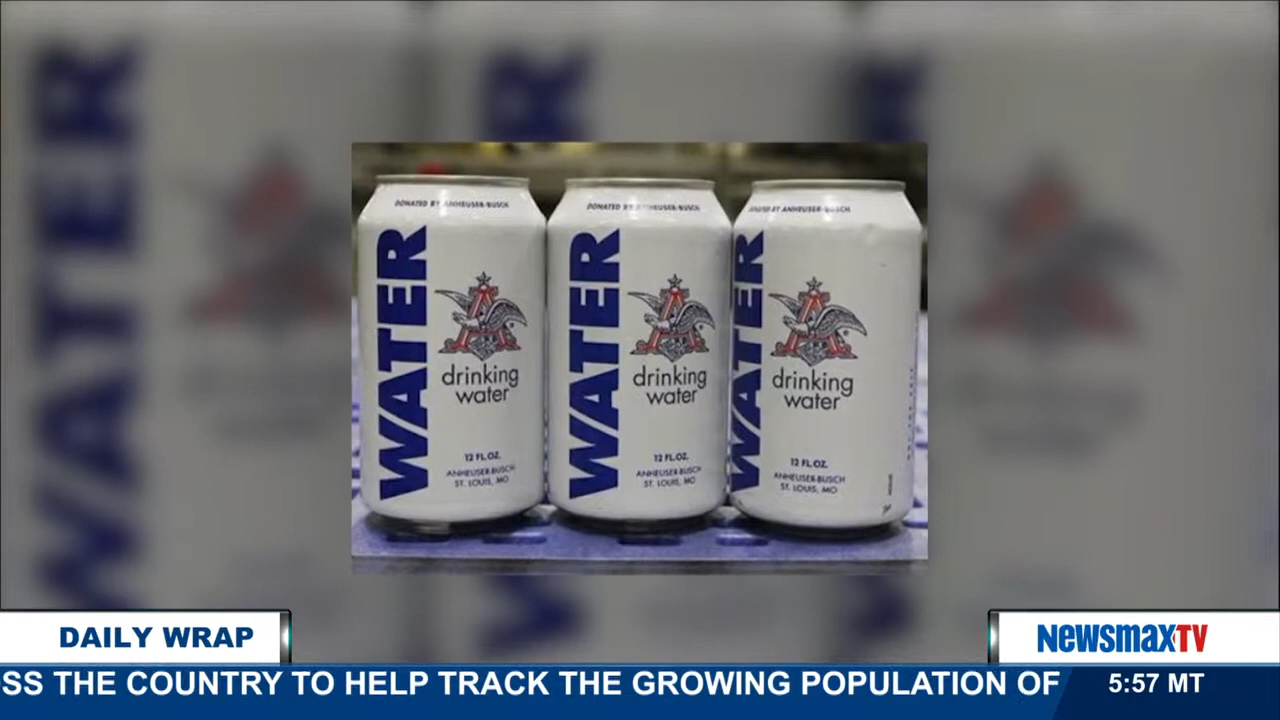 DONATED BY ANHEUSER-BUSCH
WATER
drinking
water
12 FL.OZ.
ANHEUSER-BUSCH
ST. LOUIS, MO
DONATED BY ANHEUSER-BUSCH
WATER
drinking
water
12 FL.OZ.
ANHEUSER-BUSCH
ST. LOUIS, MO
BY ANHEUSER-BUSCH
WATER
drinking
water
12 FL.OZ.
ANHEUSER-BUSCH
ST. LOUIS, MO
DAILY WRAP
NEWSMAXTV
SS THE COUNTRY TO HELP TRACK THE GROWING POPULATION OF
5:57 MT